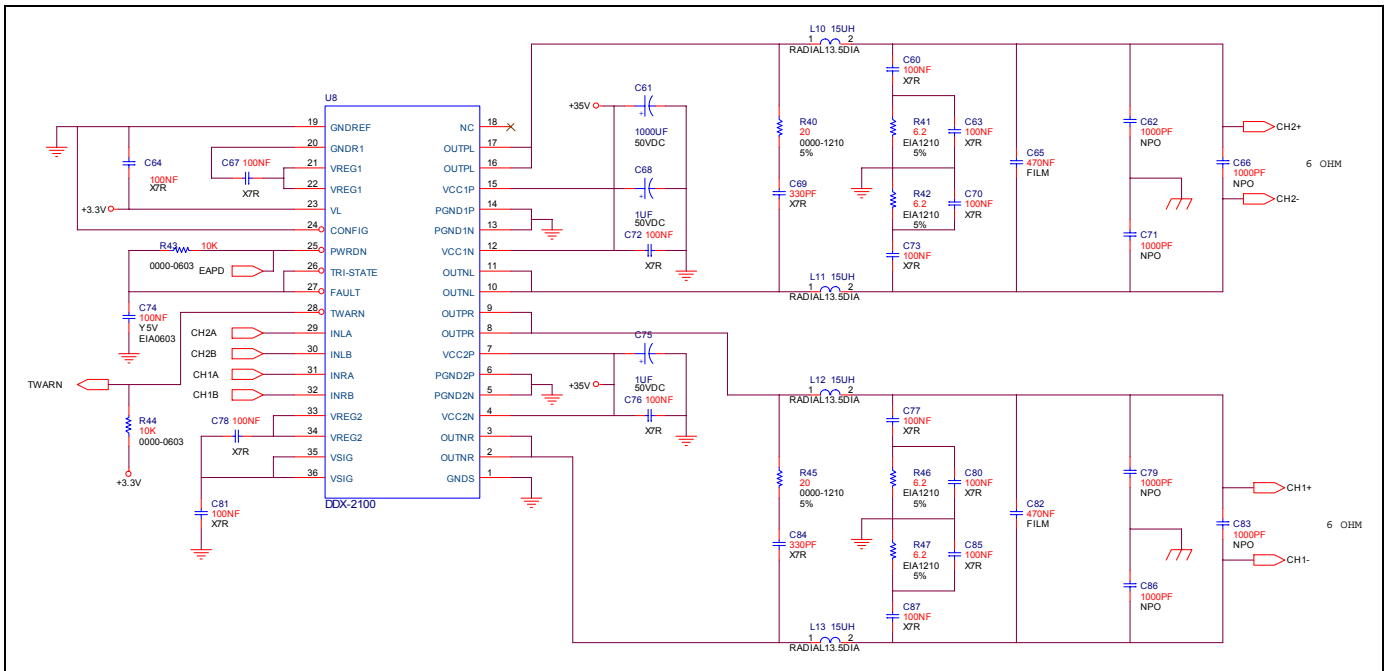 U8
19 GNDREF
20 GNDR1
21 VREG1
22 VREG1
23 VL
24 CONFIG
25 PWRDN
26 TRI-STATE
27 FAULT
28 TWARN
29 INLA
30 INLB
31 INRA
32 INRB
33 VREG2
34 VREG2
35 VSIG
36 VSIG
NC 18
OUTPL 17
OUTPL 16
VCC1P 15
PGND1P 14
PGND1N 13
VCC1N 12
OUTNL 11
OUTNL 10
OUTPR 9
OUTPR 8
VCC2P 7
PGND2P 6
PGND2N 5
VCC2N 4
OUTNR 3
OUTNR 2
GNDS 1
DDX-2100
C64
100NF
X7R
C67 100NF
X7R
+3.3V
R43 10K
0000-0603
EAPD
C74
100NF
Y5V
EIA0603
CH2A
CH2B
CH1A
CH1B
TWARN
R44
10K
0000-0603
+3.3V
C78 100NF
X7R
C81
100NF
X7R
+35V
C61
+
1000UF
50VDC
C68
+
1UF
50VDC
C72 100NF
X7R
C75
+
+35V
1UF
50VDC
C76 100NF
X7R
L10 15UH
1 2
RADIAL13.5DIA
R40
20
0000-1210
5%
C69
330PF
X7R
C60
100NF
X7R
R41
6.2
EIA1210
5%
C63
100NF
X7R
R42
6.2
EIA1210
5%
C70
100NF
X7R
C73
100NF
X7R
L11 15UH
1 2
RADIAL13.5DIA
C65
470NF
FILM
C62
1000PF
NPO
C71
1000PF
NPO
C66
1000PF
NPO
CH2+
CH2-
6 OHM
L12 15UH
1 2
RADIAL13.5DIA
R45
20
0000-1210
5%
C84
330PF
X7R
C77
100NF
X7R
R46
6.2
EIA1210
5%
C80
100NF
X7R
R47
6.2
EIA1210
5%
C85
100NF
X7R
C87
100NF
X7R
L13 15UH
1 2
RADIAL13.5DIA
C82
470NF
FILM
C79
1000PF
NPO
C86
1000PF
NPO
C83
1000PF
NPO
CH1+
CH1-
6 OHM